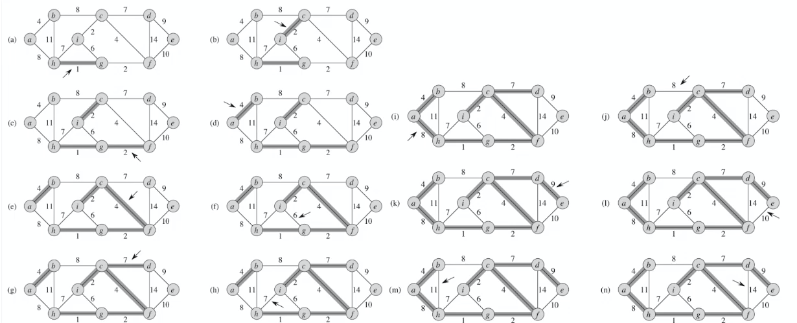 b 8 c 7 d
4 2 9
(a) a 11 i 4 14 e
8 7 6 10
h 1 g 2 f
b 8 c 7 d
4 2 9
(b) a 11 i 4 14 e
8 7 6 10
h 1 g 2 f
b 8 c 7 d
4 2 9
(c) a 11 i 4 14 e
8 7 6 10
h 1 g 2 f
b 8 c 7 d
4 2 9
(d) a 11 i 4 14 e
8 7 6 10
h 1 g 2 f
b 8 c 7 d
4 2 9
(e) a 11 i 4 14 e
8 7 6 10
h 1 g 2 f
b 8 c 7 d
4 2 9
(f) a 11 i 4 14 e
8 7 6 10
h 1 g 2 f
b 8 c 7 d
4 2 9
(g) a 11 i 4 14 e
8 7 6 10
h 1 g 2 f
b 8 c 7 d
4 2 9
(h) a 11 i 4 14 e
8 7 6 10
h 1 g 2 f
b 8 c 7 d
4 2 9
(i) a 11 i 4 14 e
8 7 6 10
h 1 g 2 f
b 8 c 7 d
4 2 9
(j) a 11 i 4 14 e
8 7 6 10
h 1 g 2 f
b 8 c 7 d
4 2 9
(k) a 11 i 4 14 e
8 7 6 10
h 1 g 2 f
b 8 c 7 d
4 2 9
(l) a 11 i 4 14 e
8 7 6 10
h 1 g 2 f
b 8 c 7 d
4 2 9
(m) a 11 i 4 14 e
8 7 6 10
h 1 g 2 f
b 8 c 7 d
4 2 9
(n) a 11 i 4 14 e
8 7 6 10
h 1 g 2 f